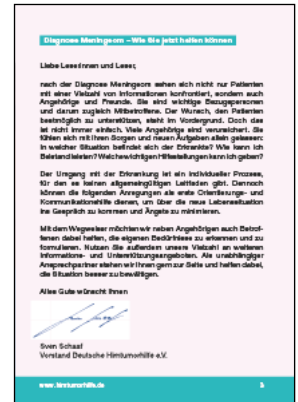 Diagnose Meningeom – Wie Sie jetzt helfen können
Liebe Leserinnen und Leser,
nach der Diagnose Meningeom sehen sich nicht nur Patienten
mit einer Vielzahl von Informationen konfrontiert, sondern auch
Angehörige und Freunde. Sie sind wichtige Bezugspersonen
und darum zugleich Mitbetroffene. Der Wunsch, den Patienten
bestmöglich zu unterstützen, steht im Vordergrund. Doch das
ist nicht immer einfach. Viele Angehörige sind verunsichert. Sie
fühlen sich mit ihren Sorgen und neuen Aufgaben allein gelassen:
In welcher Situation befindet sich der Erkrankte? Wie kann ich
Beistand leisten? Welche wichtigen Hilfestellungen kann ich geben?
Der Umgang mit der Erkrankung ist ein individueller Prozess,
für den es keinen allgemeingültigen Leitfaden gibt. Dennoch
können die folgenden Anregungen als erste Orientierungs- und
Kommunikationshilfe dienen, um über die neue Lebenssituation
ins Gespräch zu kommen und Ängste zu minimieren.
Mit dem Wegweiser möchten wir neben Angehörigen auch Betrof-
fenen dabei helfen, die eigenen Bedürfnisse zu erkennen und zu
formulieren. Nutzen Sie außerdem unsere Vielzahl an weiteren
Informations- und Unterstützungsangeboten. Als unabhängiger
Ansprechpartner stehen wir Ihnen gern zur Seite und helfen dabei,
die Situation besser zu bewältigen.
Alles Gute wünscht Ihnen
Sven Schaaf
Vorstand Deutsche Hirntumorhilfe e.V.
www.hirntumorhilfe.de